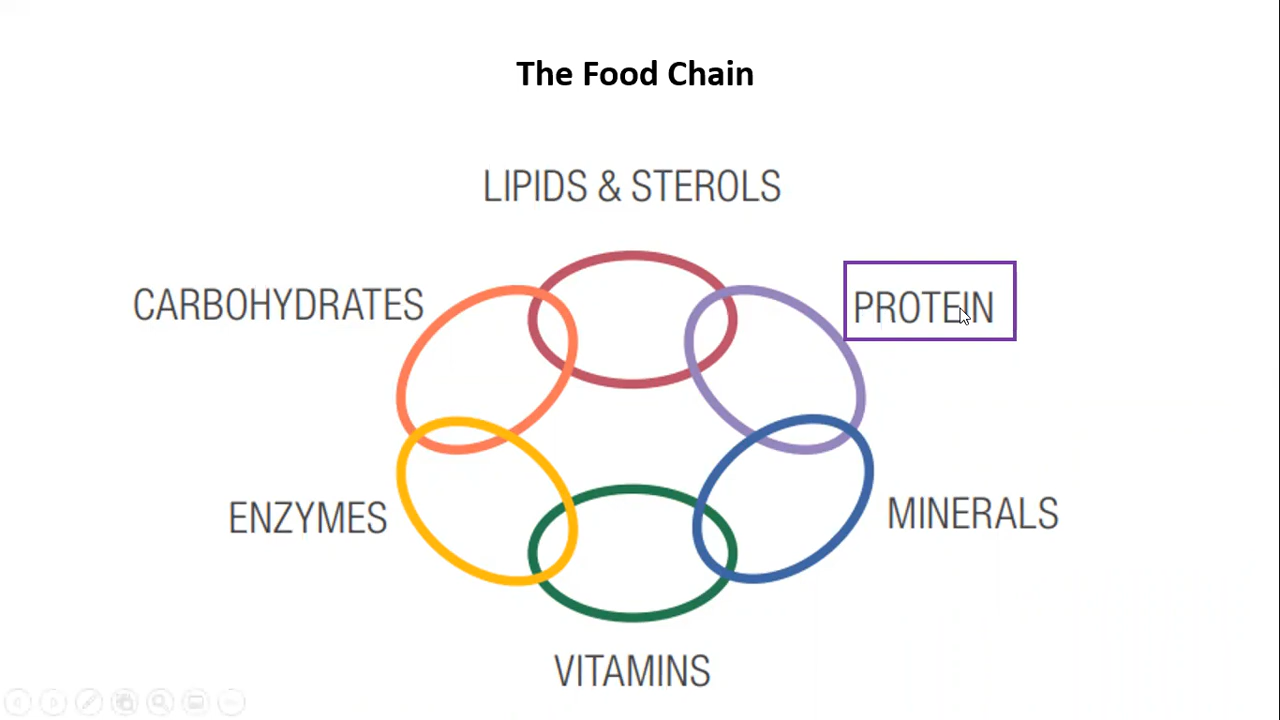 The Food Chain
LIPIDS & STEROLS
CARBOHYDRATES
PROTEIN
ENZYMES
MINERALS
VITAMINS